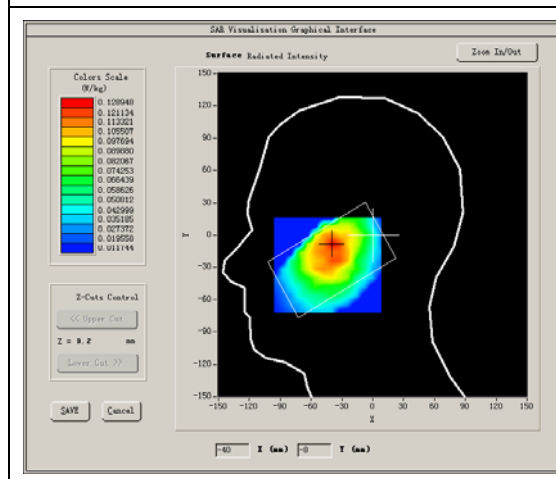 SAR Visualisation Graphical Interface
Surface Radiated Intensity
Zoom In/Out
Colors Scale
(W/kg)
0.128948
0.121134
0.113321
0.105507
0.097694
0.089880
0.082067
0.074253
0.066439
0.058626
0.050812
0.042999
0.035185
0.027372
0.019558
0.011744
Z-Cuts Control
<< Upper Cut
Z = 0.2 mm
Lower Cut >>
SAVE
Cancel
150
120
90
60
30
0
-30
-60
-90
-120
-150
Y
-150 -120 -90 -60 -30 0 30 60 90 120 150
X
-40 X (mm) -8 Y (mm)